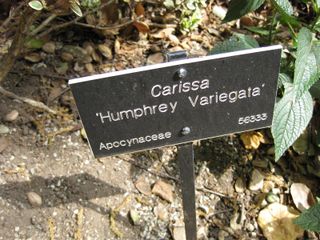 Carissa
'Humphrey Variegata'
Apocynaceae 56333